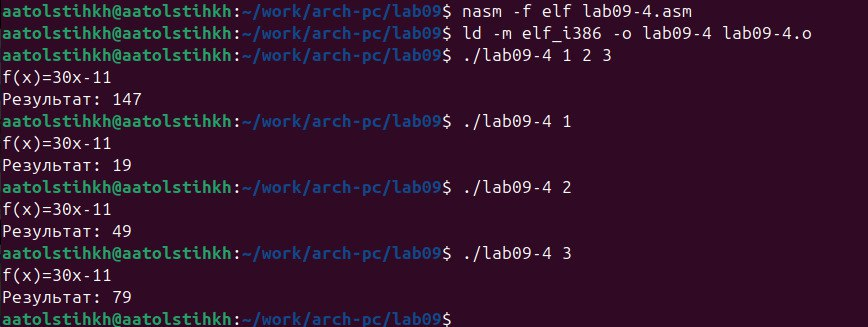 aatolstihkh@aatolstihkh:~/work/arch-pc/lab09$ nasm -f elf lab09-4.asm
aatolstihkh@aatolstihkh:~/work/arch-pc/lab09$ ld -m elf_i386 -o lab09-4 lab09-4.o
aatolstihkh@aatolstihkh:~/work/arch-pc/lab09$ ./lab09-4 1 2 3
f(x)=30x-11
Результат: 147
aatolstihkh@aatolstihkh:~/work/arch-pc/lab09$ ./lab09-4 1
f(x)=30x-11
Результат: 19
aatolstihkh@aatolstihkh:~/work/arch-pc/lab09$ ./lab09-4 2
f(x)=30x-11
Результат: 49
aatolstihkh@aatolstihkh:~/work/arch-pc/lab09$ ./lab09-4 3
f(x)=30x-11
Результат: 79
aatolstihkh@aatolstihkh:~/work/arch-pc/lab09$